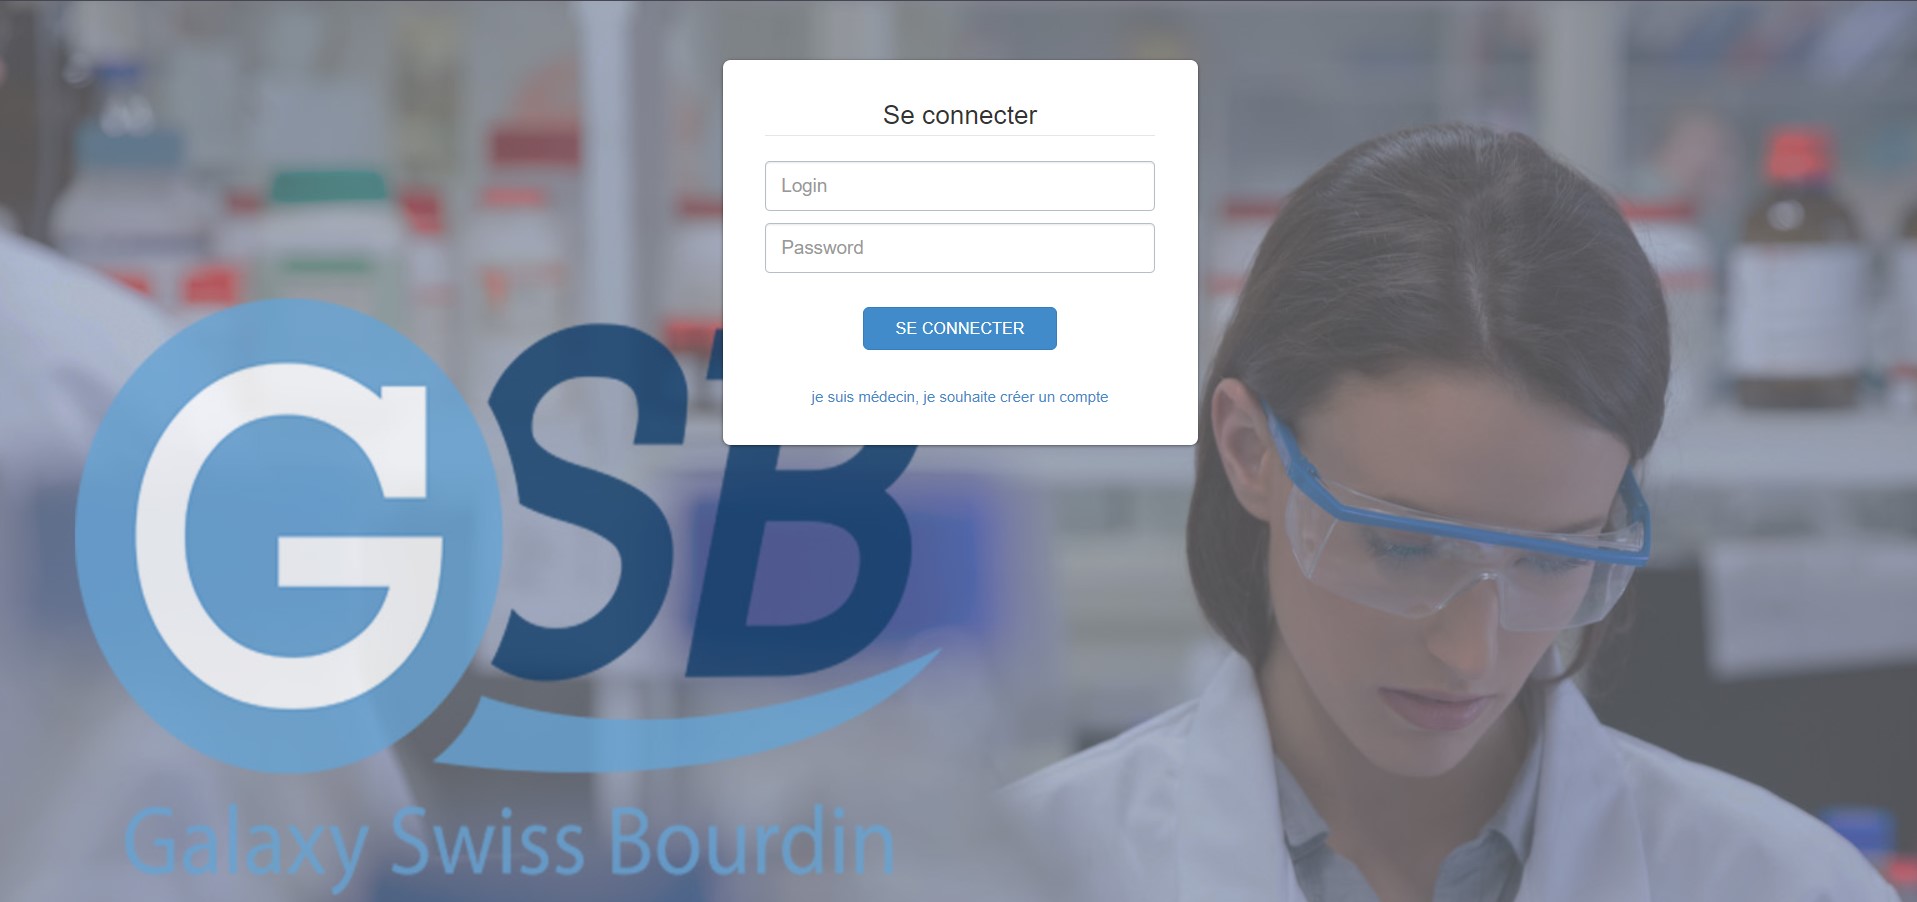 Se connecter
Login
Password
SE CONNECTER
je suis médecin, je souhaite créer un compte
GSB
Galaxy Swiss Bourdin